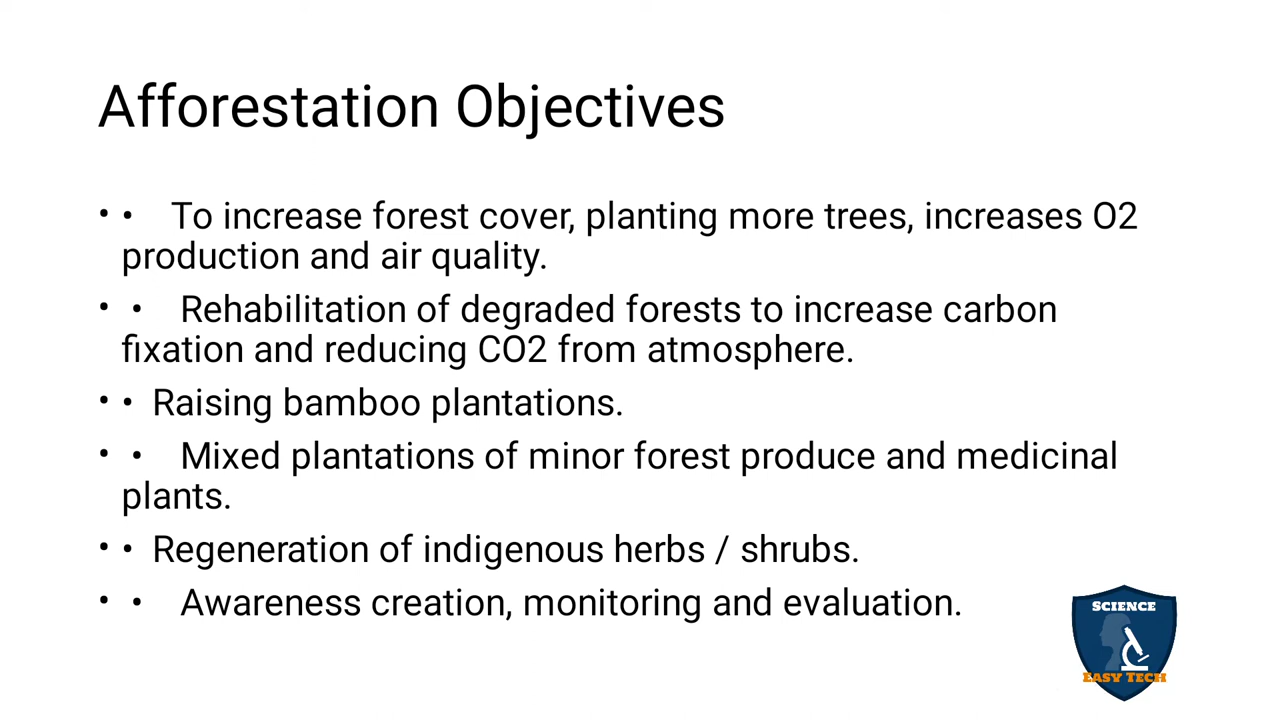 Afforestation Objectives
• •    To increase forest cover, planting more trees, increases O2
production and air quality.
•  •    Rehabilitation of degraded forests to increase carbon
fixation and reducing CO2 from atmosphere.
• •  Raising bamboo plantations.
•  •    Mixed plantations of minor forest produce and medicinal
plants.
• •  Regeneration of indigenous herbs / shrubs.
•  •    Awareness creation, monitoring and evaluation.
SCIENCE
EASY TECH